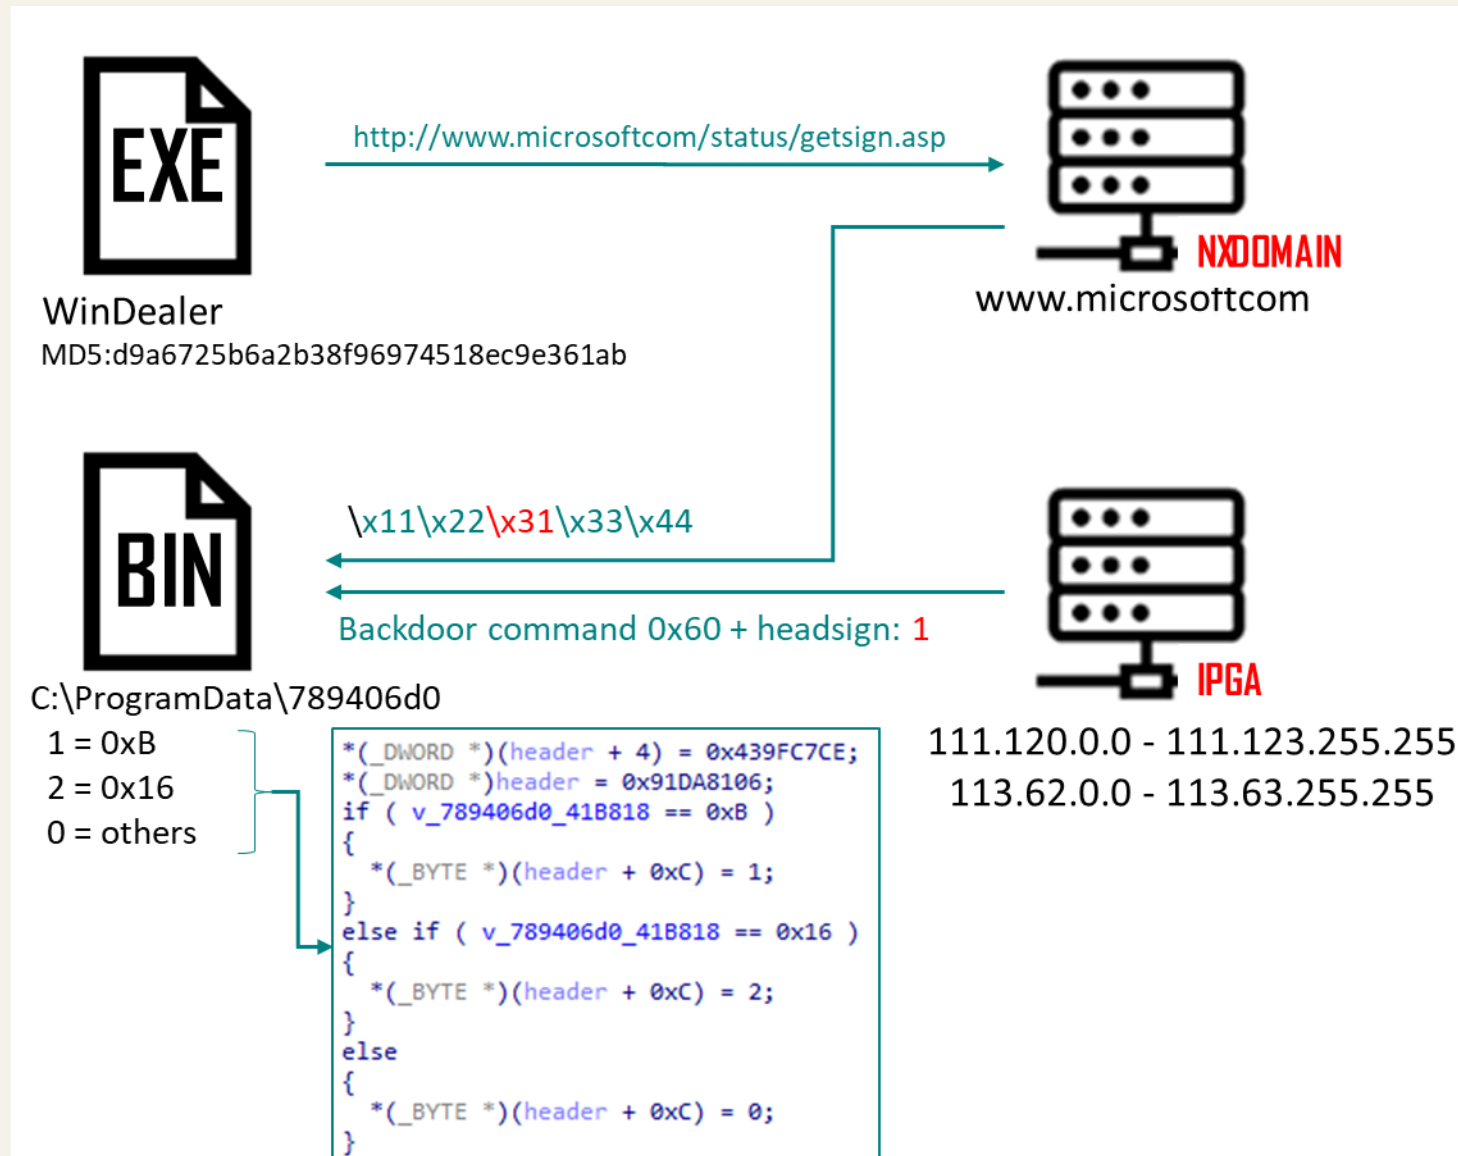 EXE
http://www.microsoftcom/status/getsign.asp
NXDOMAIN
WinDealer
www.microsottcom
MD5:d9a6725b6a2b38f96974518ec9e361ab
BIN
\x11\x22\x31\x33\x44
Backdoor command 0x60 + headsign: 1
IPGA
C:\ProgramData\789406d0
1 = 0xB
2 = 0x16
0 = others
111.120.0.0 - 111.123.255.255
113.62.0.0 - 113.63.255.255
*(_DWORD *)(header + 4) = 0x439FC7CE;
*(_DWORD *)header = 0x91DA8106;
if ( v_789406d0_41B818 == 0xB )
{
*(_BYTE *)(header + 0xC) = 1;
}
else if ( v_789406d0_41B818 == 0x16 )
{
*(_BYTE *)(header + 0xC) = 2;
}
else
{
*(_BYTE *)(header + 0xC) = 0;
}